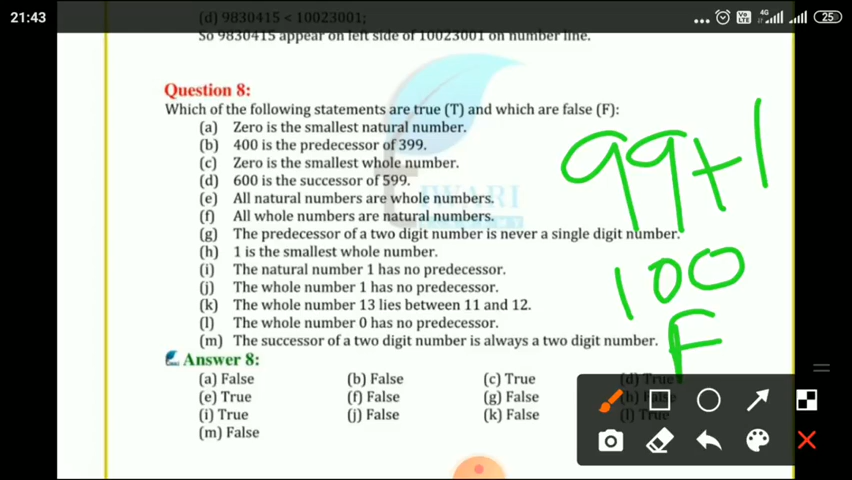 21:43
4G
25
(d) 9830415 < 10023001;
So 9830415 appear on left side of 10023001 on number line.
Question 8:
Which of the following statements are true (T) and which are false (F):
(a) Zero is the smallest natural number.
(b) 400 is the predecessor of 399.
(c) Zero is the smallest whole number.
(d) 600 is the successor of 599.
(e) All natural numbers are whole numbers.
(f) All whole numbers are natural numbers.
(g) The predecessor of a two digit number is never a single digit number.
(h) 1 is the smallest whole number.
(i) The natural number 1 has no predecessor.
(j) The whole number 1 has no predecessor.
(k) The whole number 13 lies between 11 and 12.
(l) The whole number 0 has no predecessor.
(m) The successor of a two digit number is always a two digit number.
99+1
100
F
Answer 8:
(a) False (b) False (c) True (d) True
(e) True (f) False (g) False (h) False
(i) True (j) False (k) False (l) True
(m) False